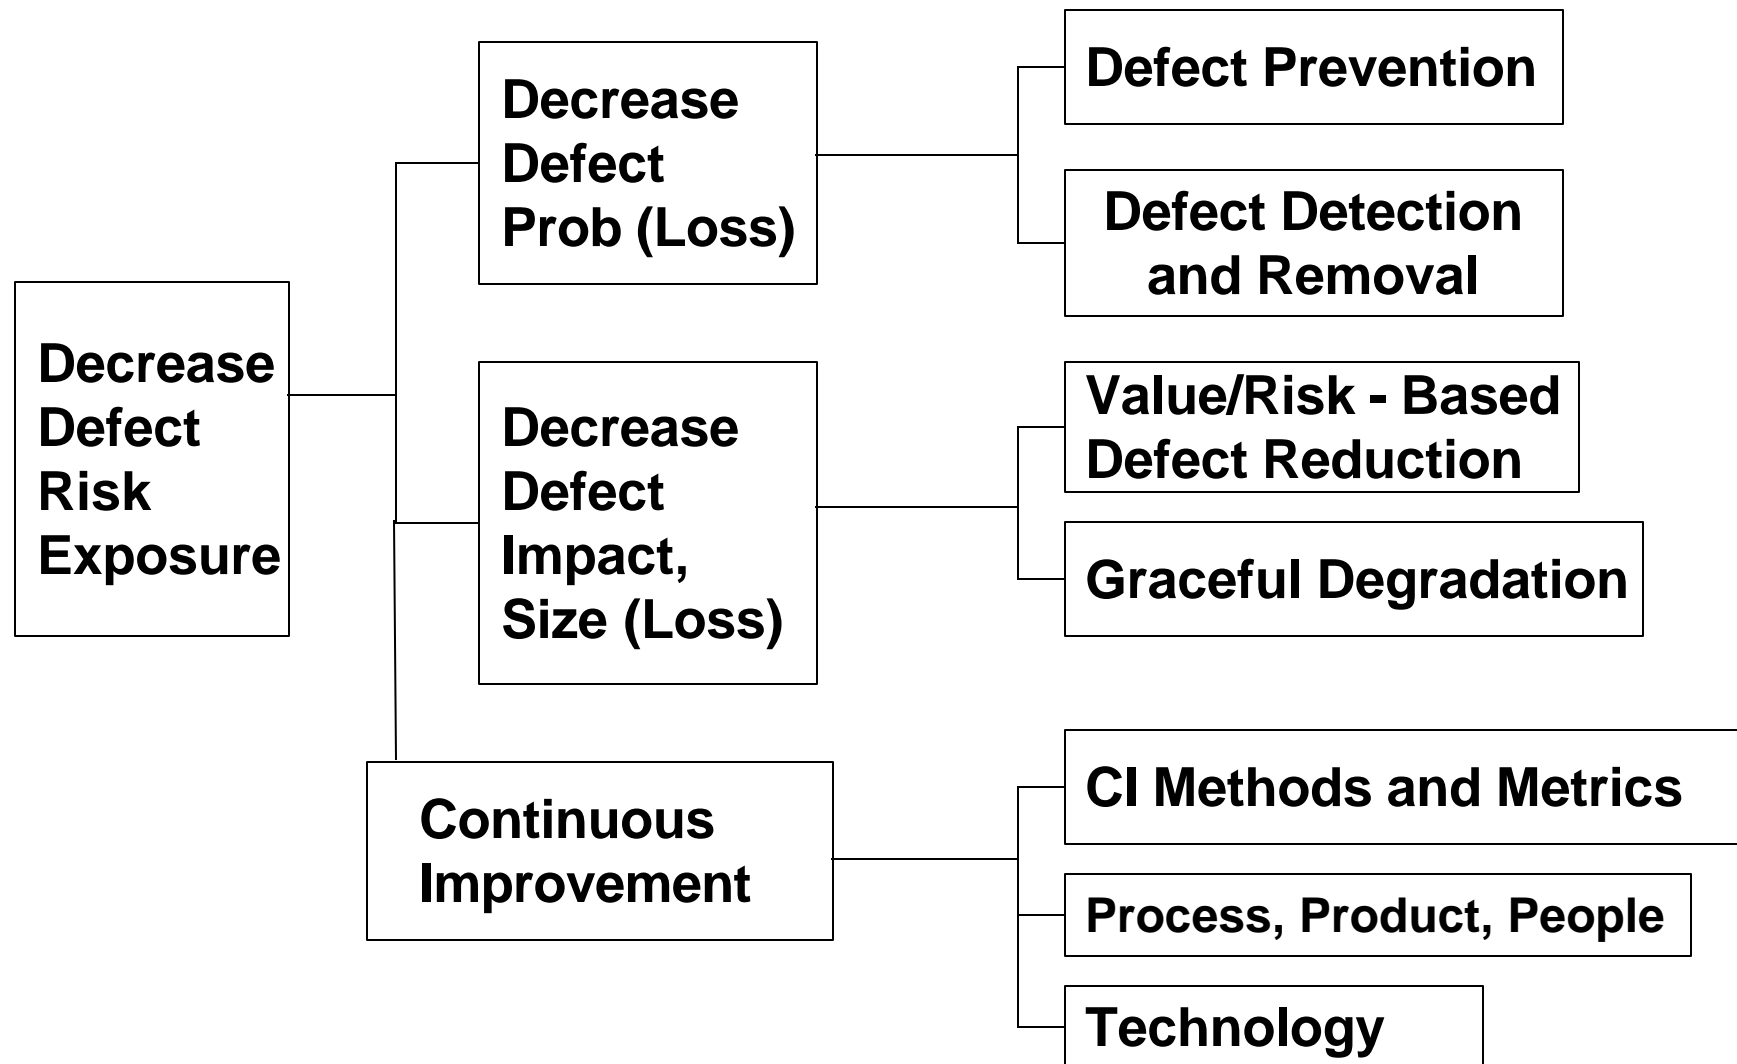 Decrease
Defect
Risk
Exposure
Decrease
Defect
Prob (Loss)
Defect Prevention
Defect Detection
and Removal
Decrease
Defect
Impact,
Size (Loss)
Value/Risk - Based
Defect Reduction
Graceful Degradation
Continuous
Improvement
CI Methods and Metrics
Process, Product, People
Technology